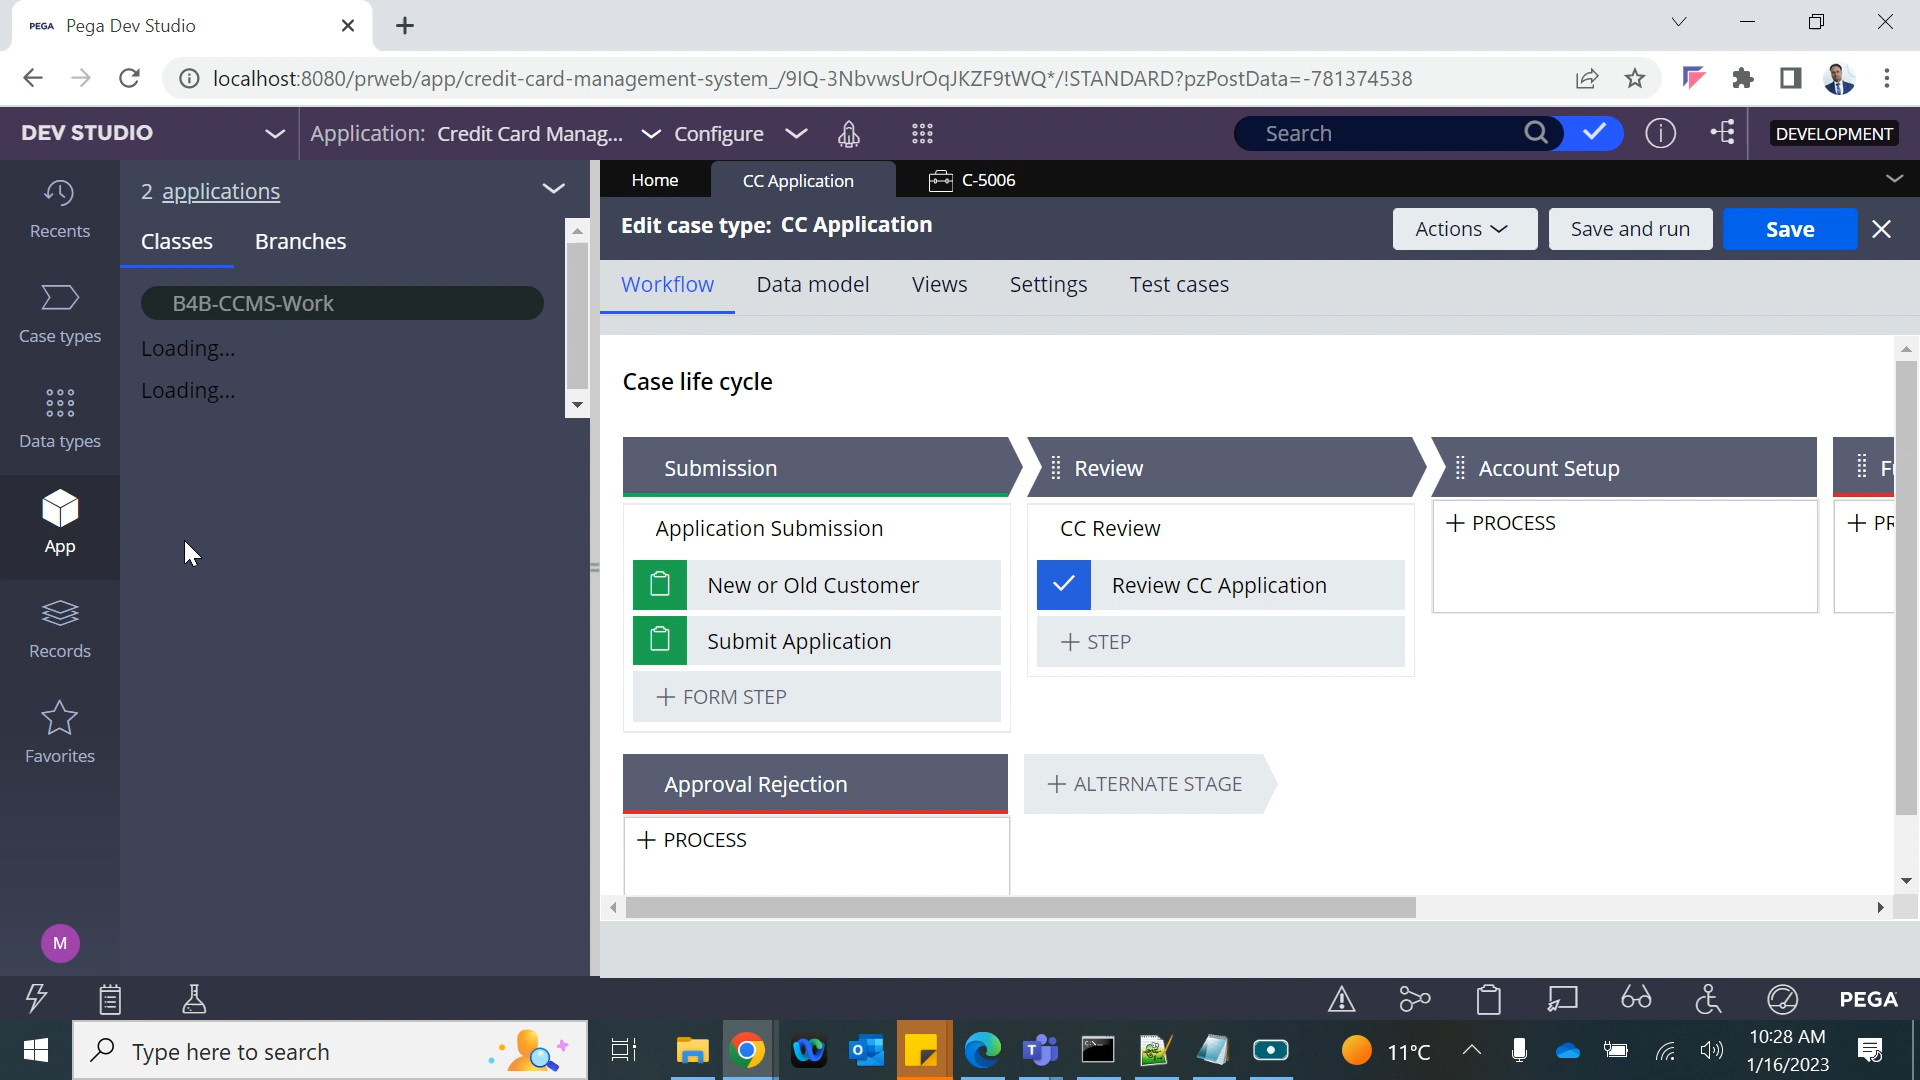 PEGA Pega Dev Studio
localhost:8080/prweb/app/credit-card-management-system_/9IQ-3NbvwsUrOqJKZF9tWQ*/!STANDARD?pzPostData=-781374538
DEV STUDIO
Application: Credit Card Manag...
Configure
Search
DEVELOPMENT
Recents
Case types
Data types
App
Records
Favorites
M
2 applications
Classes
Branches
B4B-CCMS-Work
Loading...
Loading...
Home
CC Application
C-5006
Edit case type: CC Application
Actions
Save and run
Save
Workflow
Data model
Views
Settings
Test cases
Case life cycle
Submission
Review
Account Setup
Application Submission
New or Old Customer
Submit Application
+ FORM STEP
CC Review
Review CC Application
+ STEP
+ PROCESS
+ PR
Approval Rejection
+ ALTERNATE STAGE
+ PROCESS
PEGA
Type here to search
11°C
10:28 AM
1/16/2023